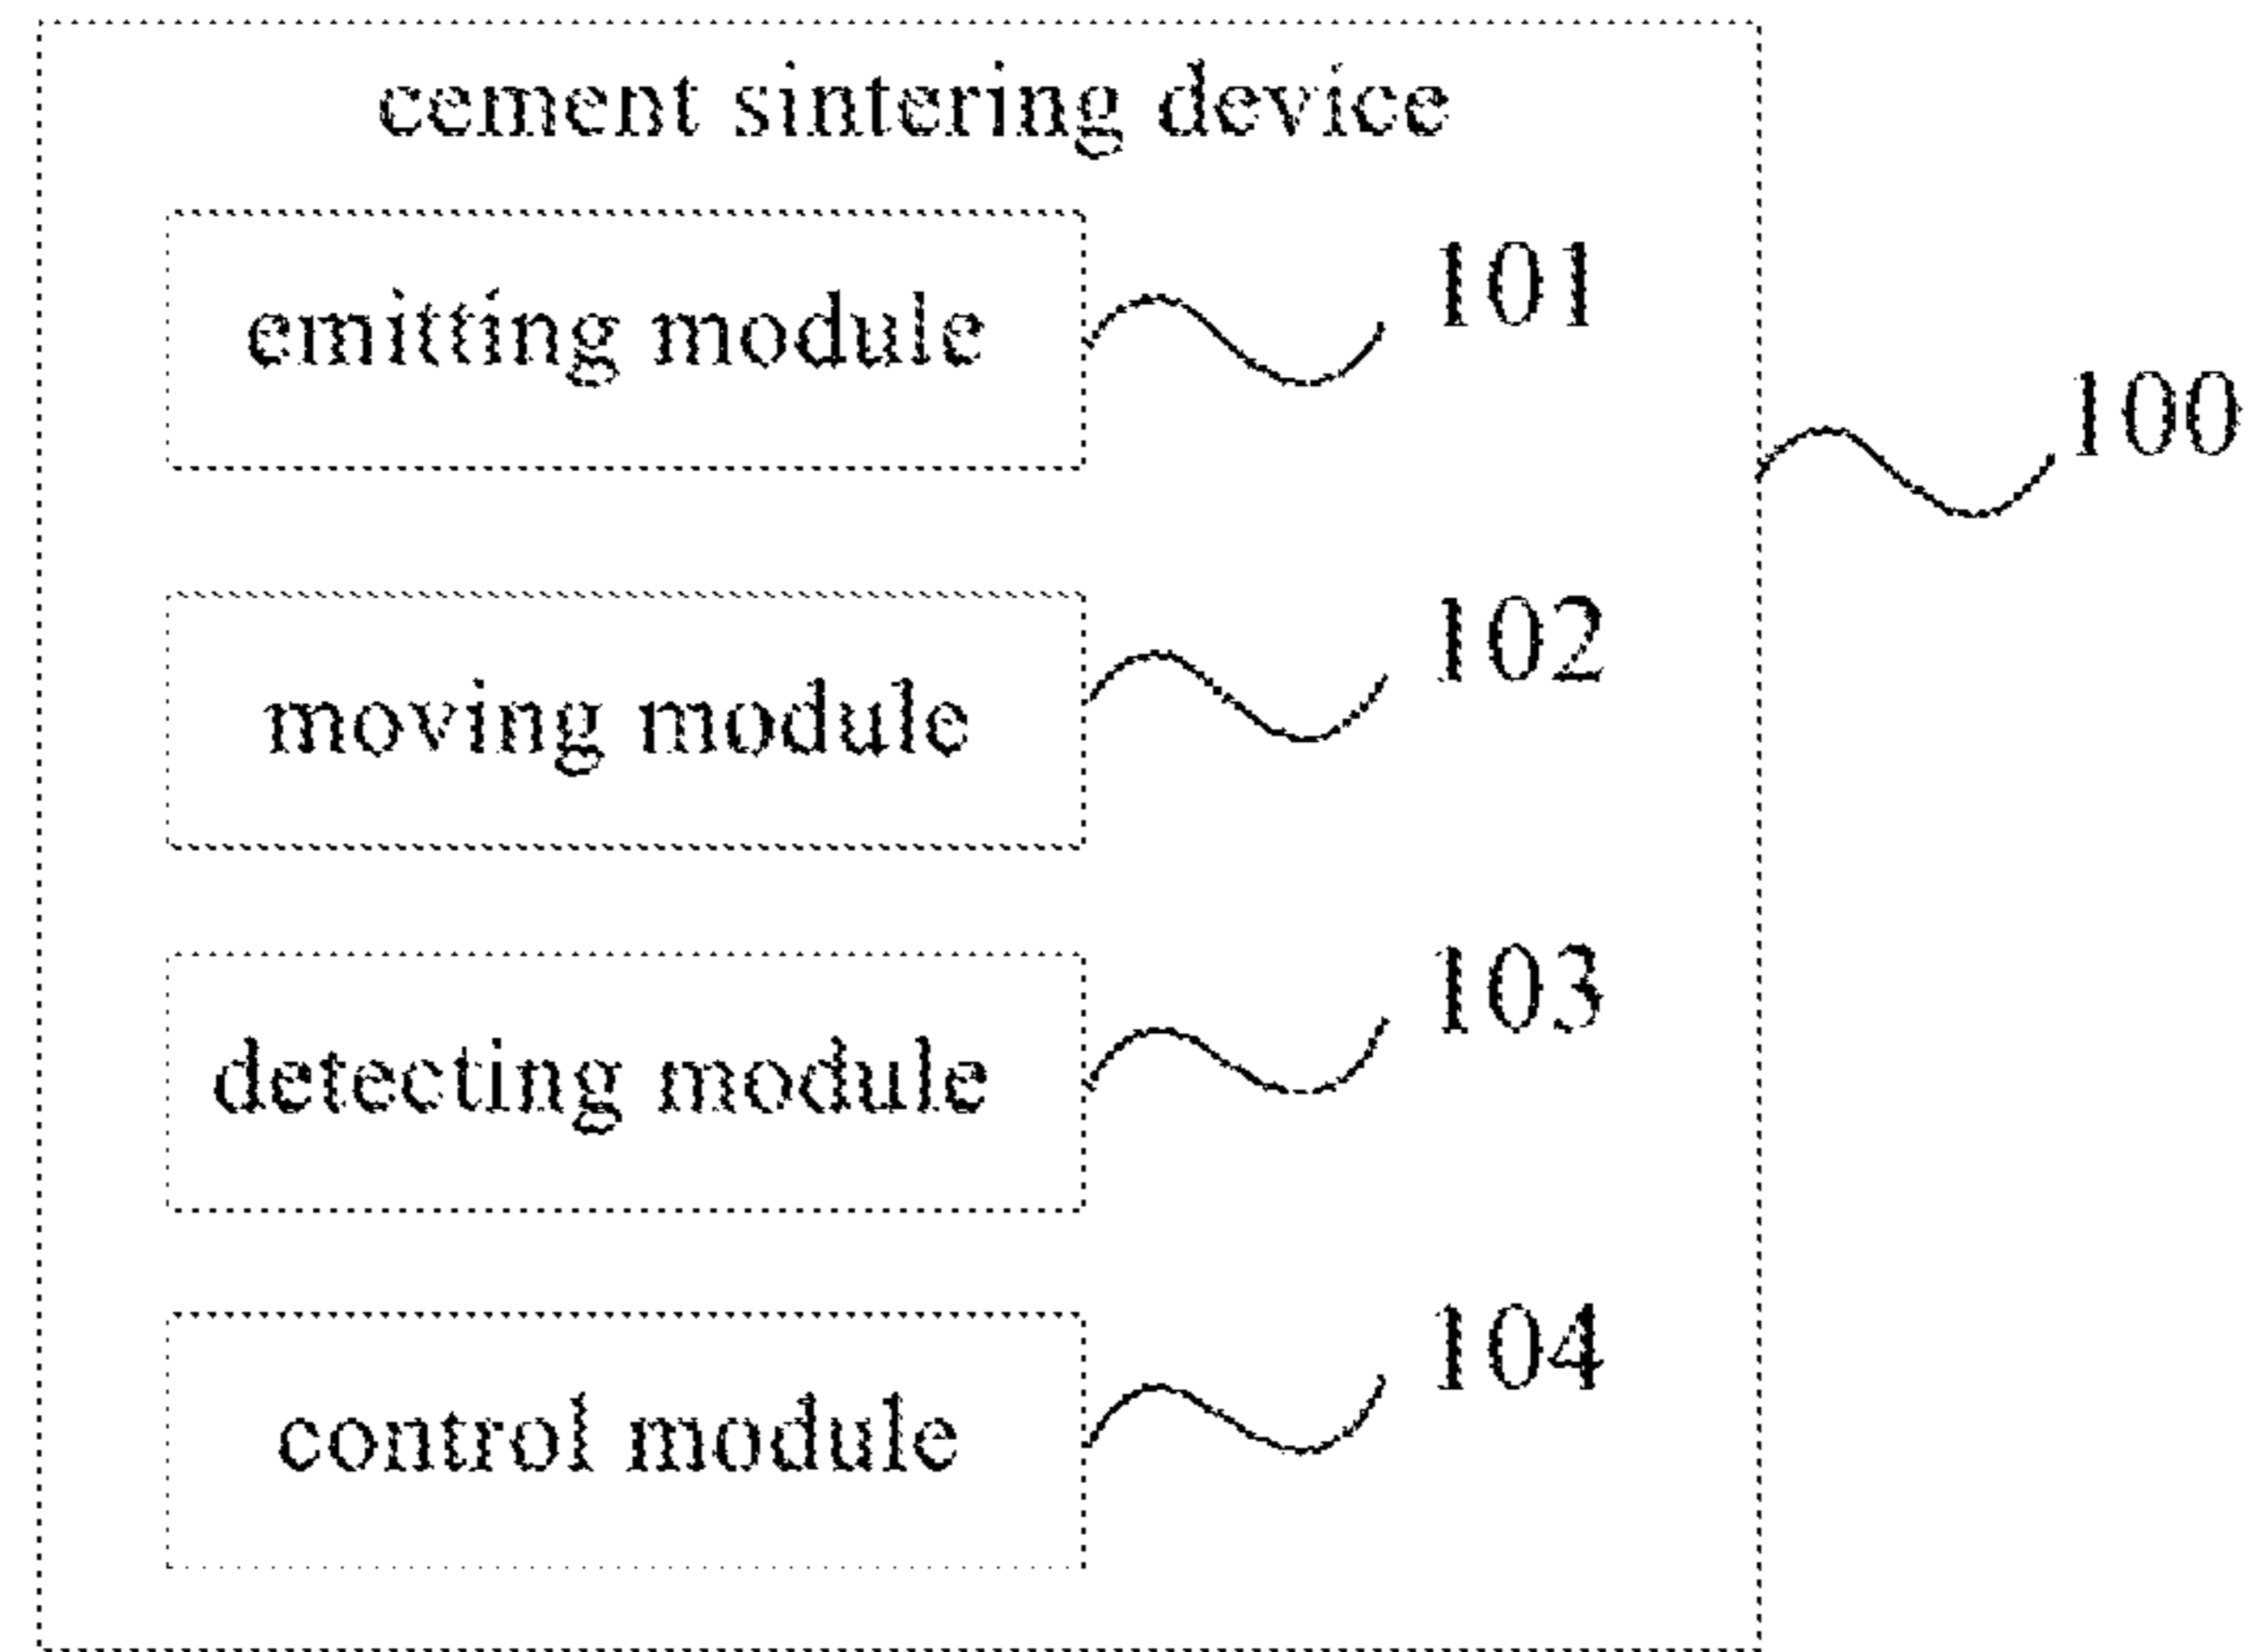 cement sintering device
emitting module 101
100
moving module 102
detecting module 103
control module 104